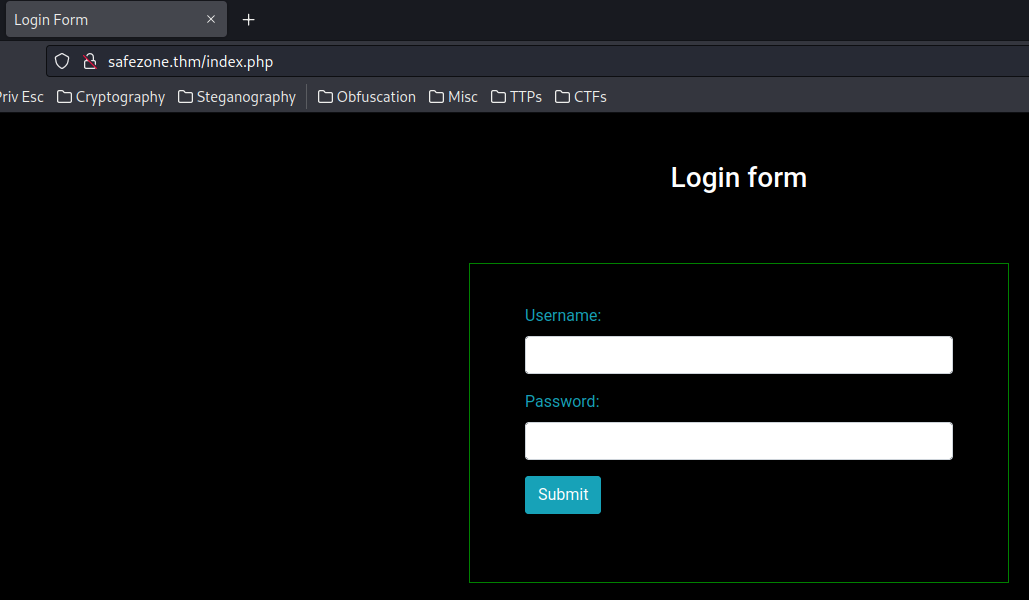 Login Form
safezone.thm/index.php
Priv Esc Cryptography Steganography Obfuscation Misc TTPs CTFs
Login form
Username:
Password:
Submit